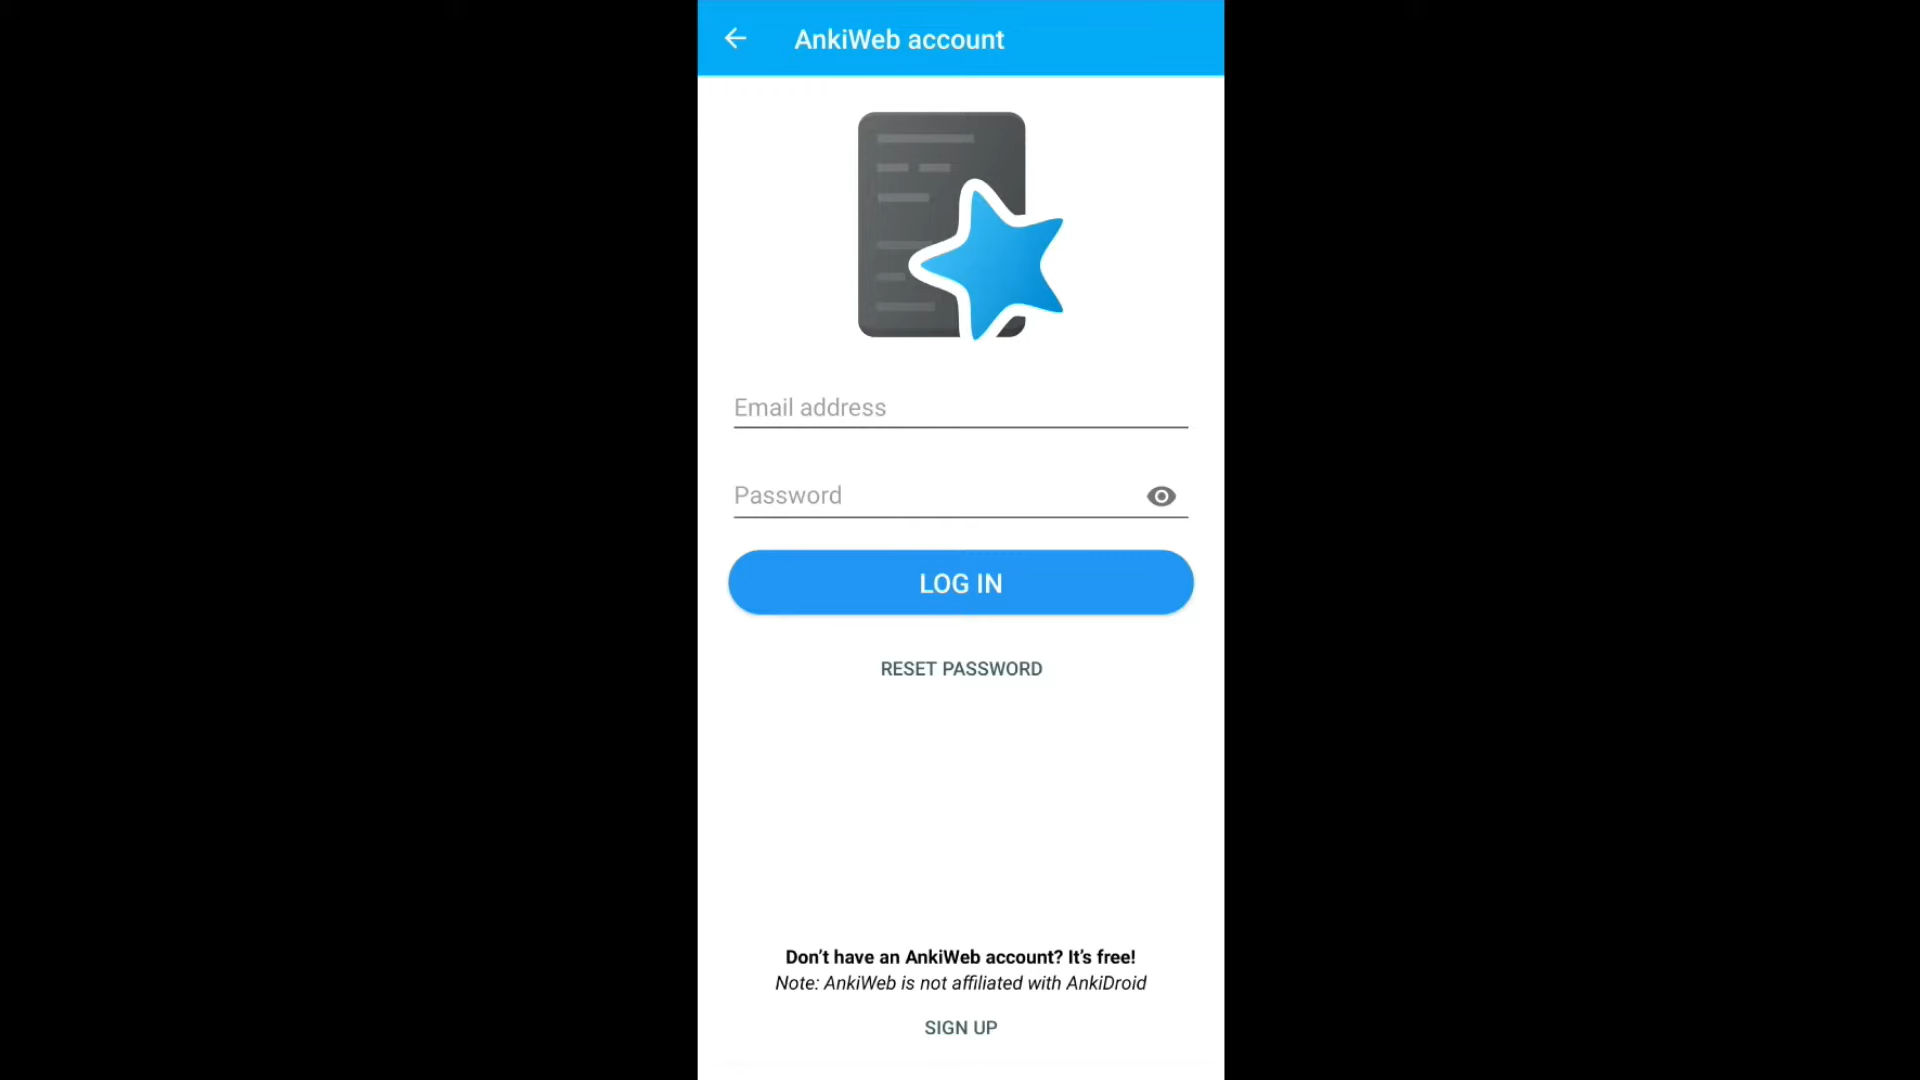 AnkiWeb account
Email address
Password
LOG IN
RESET PASSWORD
Don’t have an AnkiWeb account? It’s free!
Note: AnkiWeb is not affiliated with AnkiDroid
SIGN UP